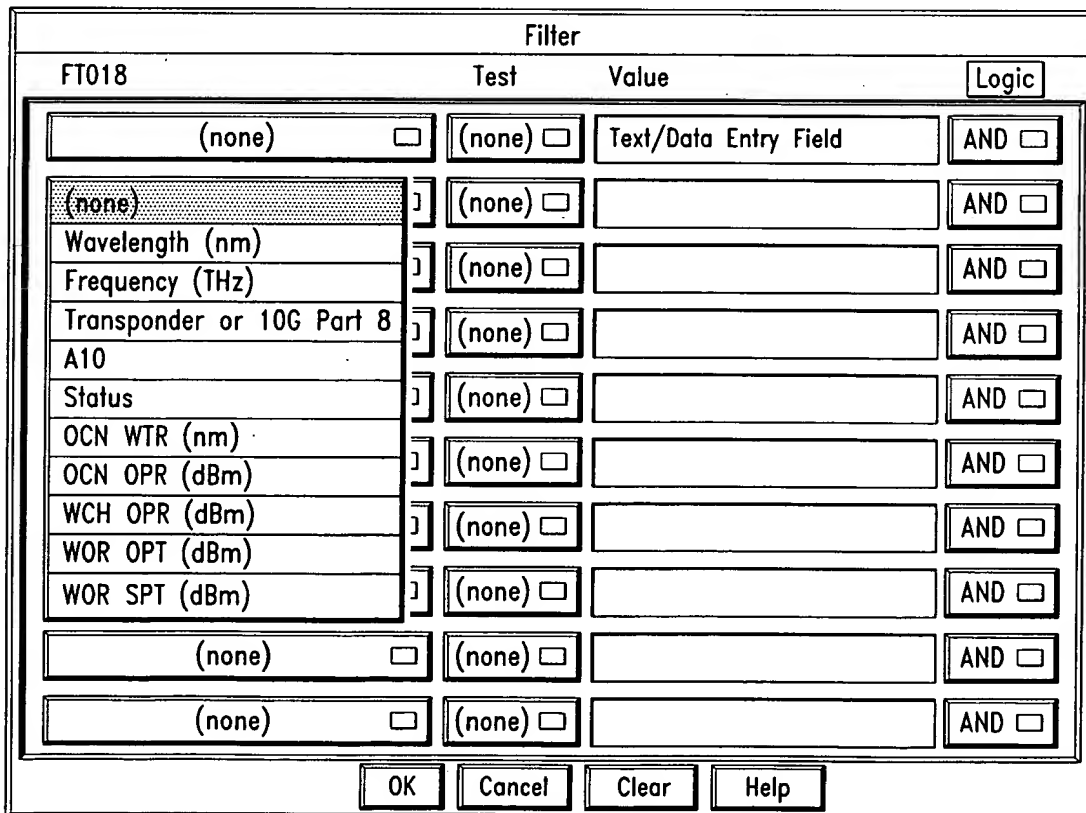 Filter
FT018 Test Value Logic
(none) (none) Text/Data Entry Field AND
(none) (none) AND
Wavelength (nm)
Frequency (THz) (none) AND
Transponder or 10G Part 8 (none) AND
A10
Status (none) AND
OCN WTR (nm)
OCN OPR (dBm) (none) AND
WCH OPR (dBm) (none) AND
WOR OPT (dBm)
WOR SPT (dBm) (none) AND
(none) (none) AND
(none) (none) AND
OK Cancel Clear Help